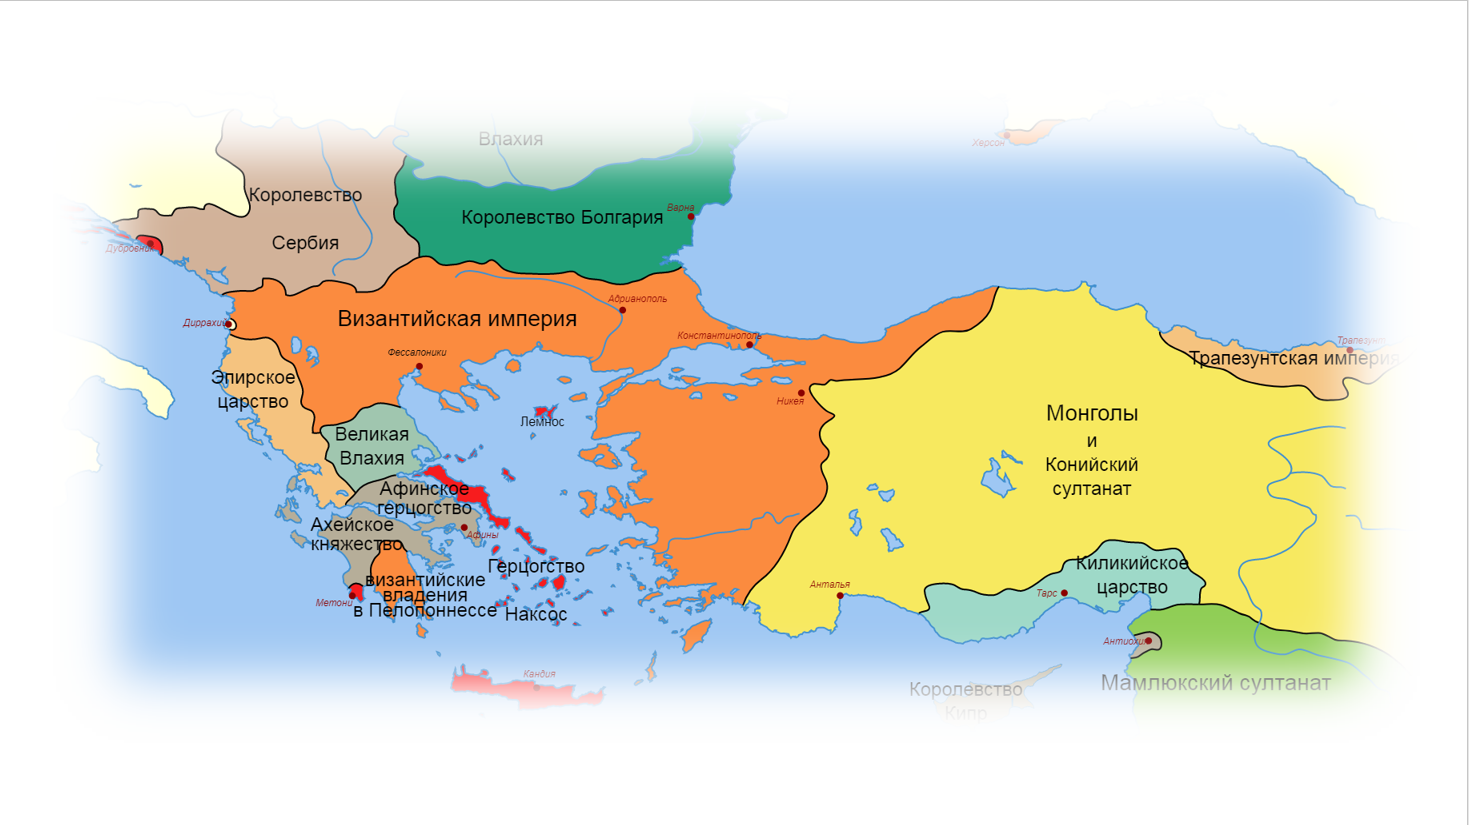 Влахия
Херсон
Королевство
Сербия
Королевство Болгария
Варна
Дубровник
Византийская империя
Адрианополь
Диррахий
Константинополь
Фессалоники
Трапезунт
Трапезунтская империя
Эпирское
царство
Никея
Лемнос
Великая
Влахия
Монголы
и
Конийский
султанат
Афинское
герцогство
Ахейское
княжество
Афины
Герцогство
Наксос
византийские
владения
в Пелопоннессе
Метони
Анталья
Киликийское
царство
Тарс
Антиохия
Кандия
Королевство
Кипр
Мамлюкский султанат